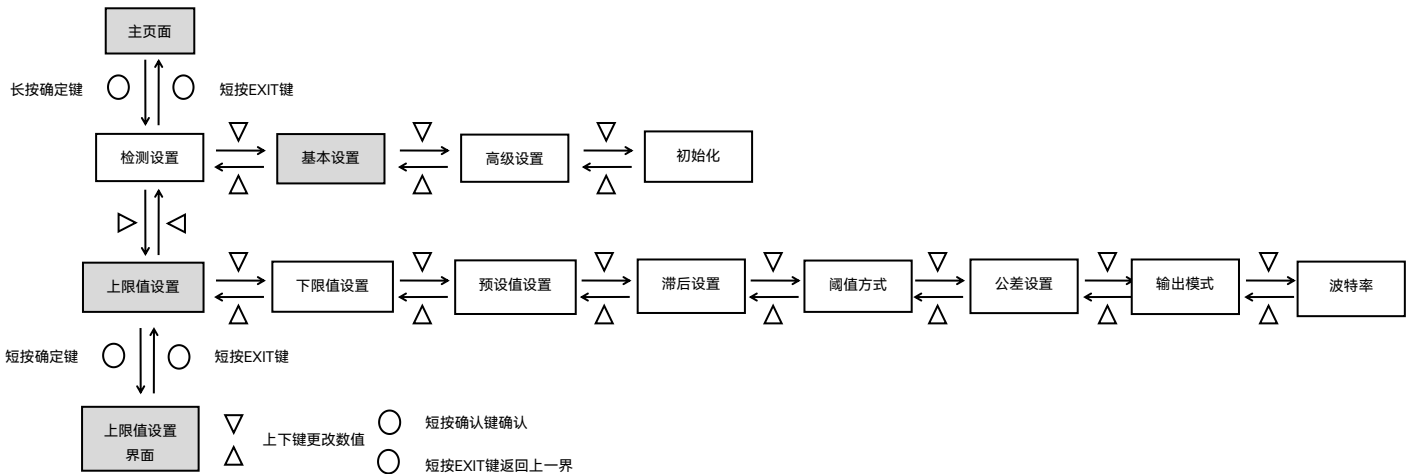 主页面
长按确定键
短按EXIT键
检测设置
基本设置
高级设置
初始化
上限值设置
下限值设置
预设值设置
滞后设置
阈值方式
公差设置
输出模式
波特率
短按确定键
短按EXIT键
上限值设置
界面
上下键更改数值
短按确认键确认
短按EXIT键返回上一界